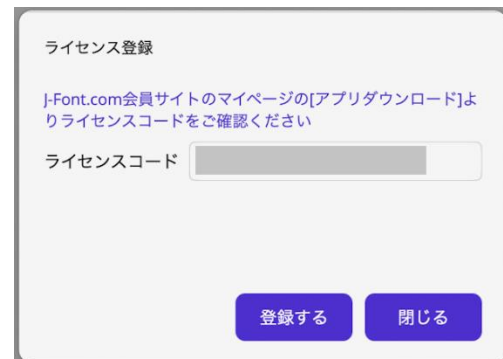 ライセンス登録
J-Font.com会員サイトのマイページの[アプリダウンロード]よ
りライセンスコードをご確認ください
ライセンスコード
登録する
閉じる